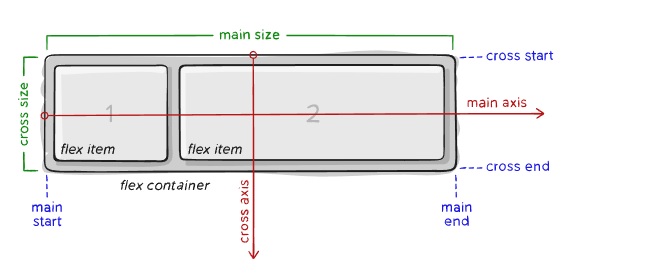 cross size
main
start
flex item
1
flex container
flex item
main size
cross axis
2
main
end
main axis
cross end
cross start